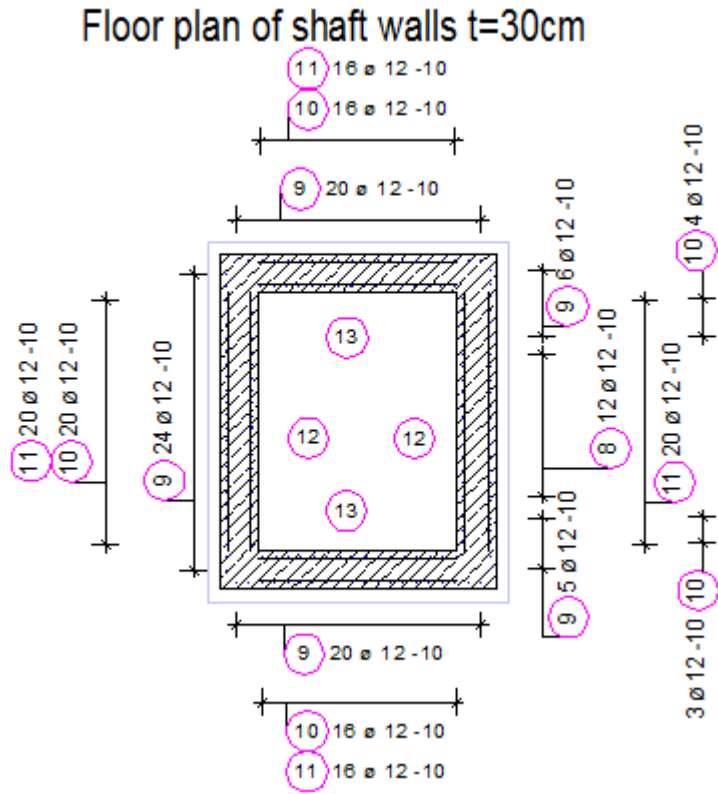 Floor plan of shaft walls t=30cm
11 16 ø 12 -10
10 16 ø 12 -10
9 20 ø 12 -10
11 20 ø 12 -10
10 20 ø 12 -10
9 24 ø 12 -10
13
12
12
13
9 6 ø 12 -10
8 12 ø 12 -10
9 5 ø 12 -10
11 20 ø 12 -10
10 4 ø 12 -10
3 ø 12 -10 10
9 20 ø 12 -10
10 16 ø 12 -10
11 16 ø 12 -10